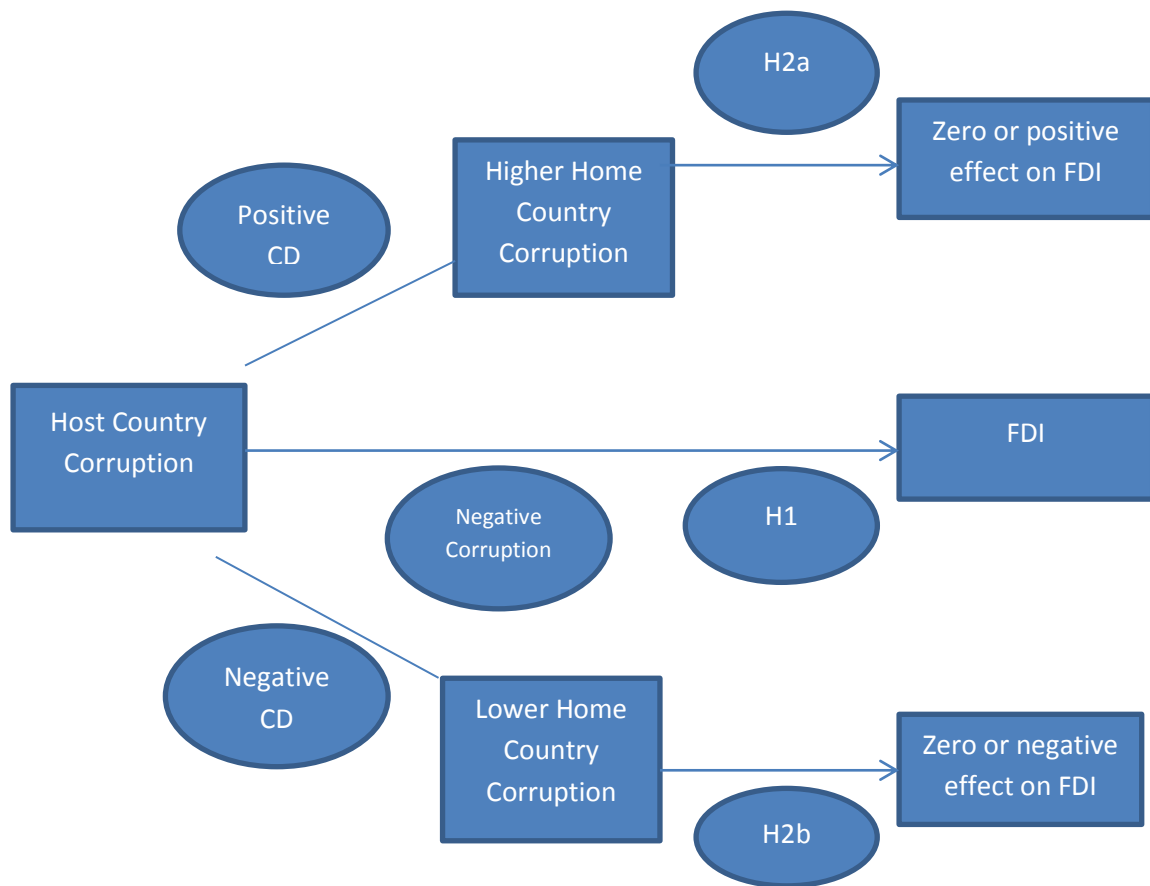 H2a
Zero or positive
effect on FDI
Higher Home
Country
Corruption
Positive
CD
Host Country
Corruption
FDI
Negative
Corruption
H1
Negative
CD
Lower Home
Country
Corruption
Zero or negative
effect on FDI
H2b